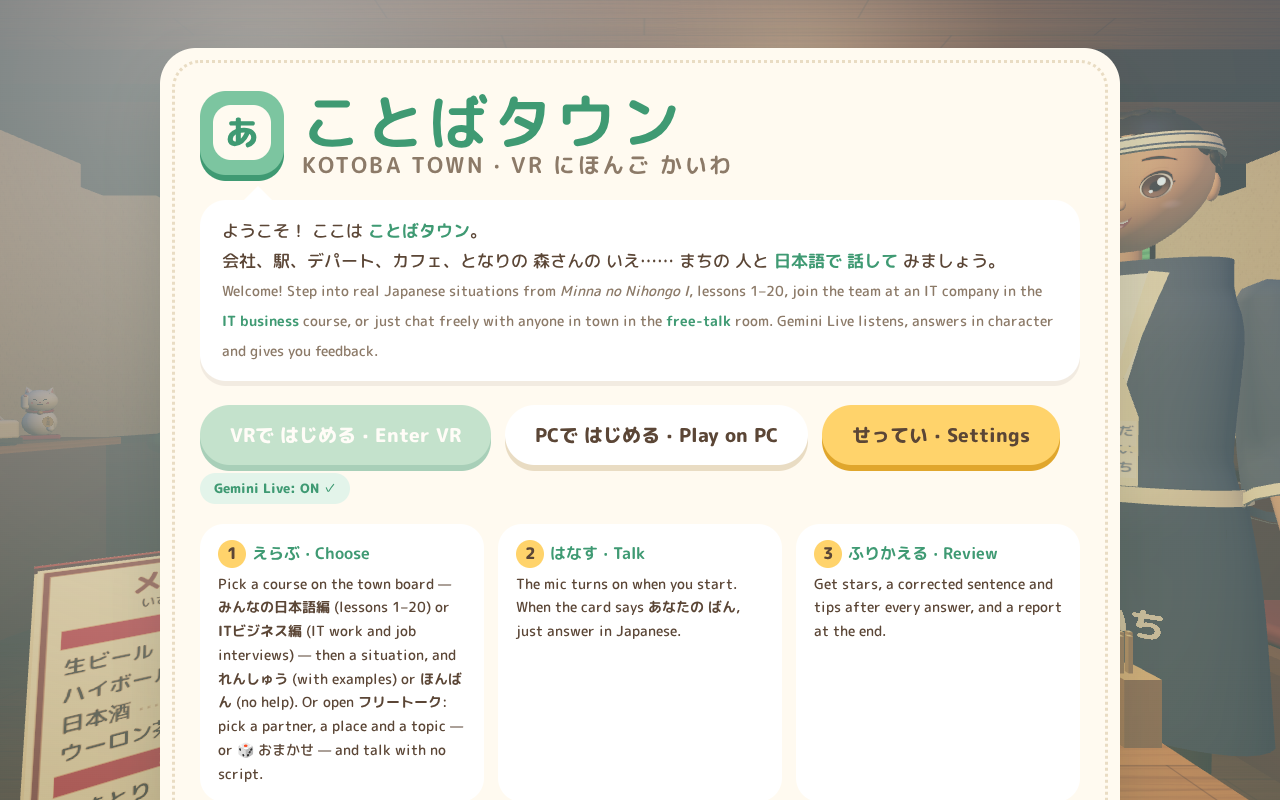 あ
ことばタウン
KOTOBA TOWN · VR にほんご かいわ
ようこそ！ ここは ことばタウン。
会社、駅、デパート、カフェ、となりの 森さんの いえ…… まちの 人と 日本語で 話して みましょう。
Welcome! Step into real Japanese situations from Minna no Nihongo I, lessons 1–20, join the team at an IT company in the
IT business course, or just chat freely with anyone in town in the free-talk room. Gemini Live listens, answers in character
and gives you feedback.
VRで はじめる · Enter VR
PCで はじめる · Play on PC
せってい · Settings
Gemini Live: ON ✓
1 えらぶ · Choose
Pick a course on the town board —
みんなの日本語編 (lessons 1–20) or
ITビジネス編 (IT work and job
interviews) — then a situation, and
れんしゅう (with examples) or ほんば
ん (no help). Or open フリートーク:
pick a partner, a place and a topic —
or 🎲 おまかせ — and talk with no
script.
2 はなす · Talk
The mic turns on when you start.
When the card says あなたの ばん,
just answer in Japanese.
3 ふりかえる · Review
Get stars, a corrected sentence and
tips after every answer, and a report
at the end.
生ビール
ハイボール
日本酒
ウーロン
ち